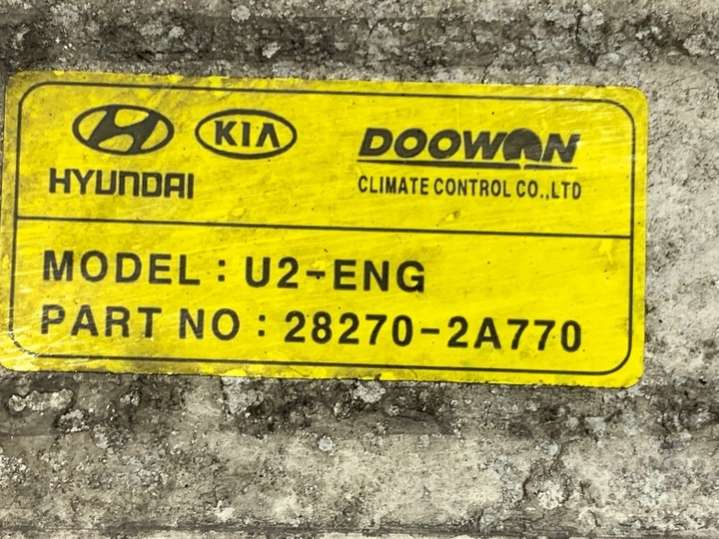 HYUNDAI
KIA
DOOWON
CLIMATE CONTROL CO.,LTD
MODEL : U2-ENG
PART NO : 28270-2A770